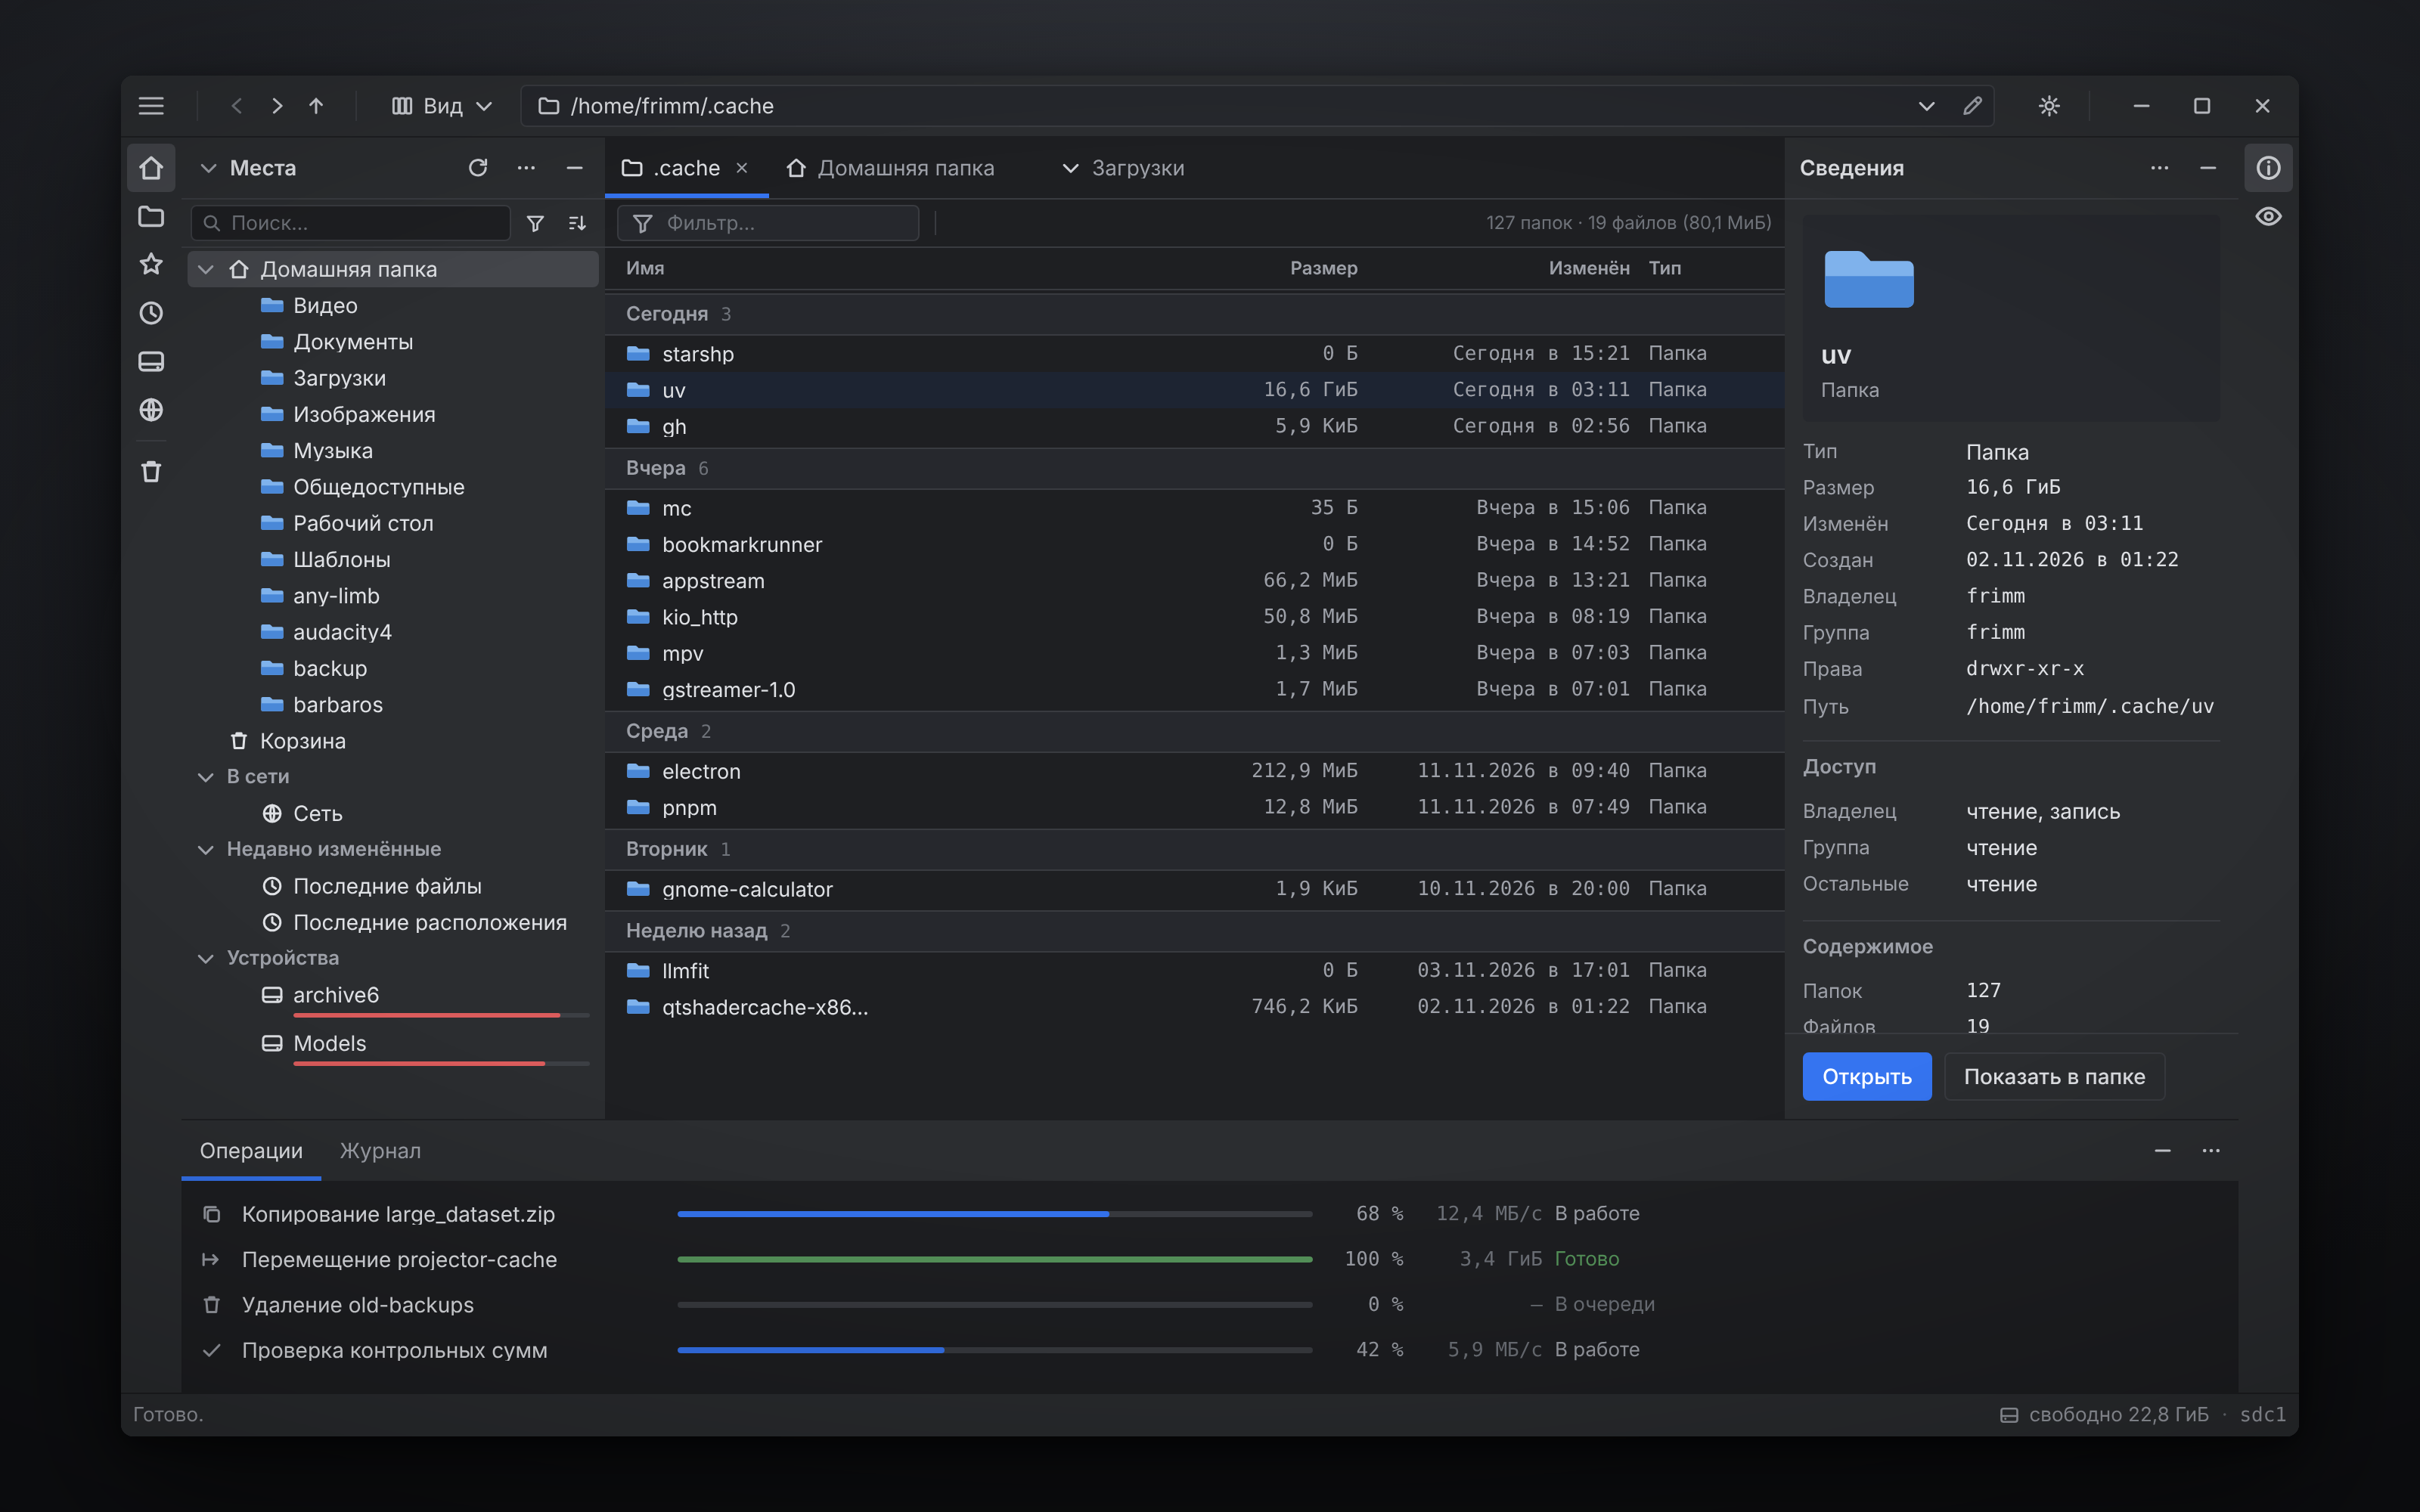 Вид
/home/frimm/.cache
Места
.cache
Домашняя папка
Загрузки
Сведения
Поиск...
Фильтр...
127 папок · 19 файлов (80,1 МиБ)
Домашняя папка
Видео
Документы
Загрузки
Изображения
Музыка
Общедоступные
Рабочий стол
Шаблоны
any-limb
audacity4
backup
barbaros
Корзина
В сети
Сеть
Недавно изменённые
Последние файлы
Последние расположения
Устройства
archive6
Models
Имя Размер Изменён Тип
Сегодня 3
starshp 0 Б Сегодня в 15:21 Папка
uv 16,6 ГиБ Сегодня в 03:11 Папка
gh 5,9 КиБ Сегодня в 02:56 Папка
Вчера 6
mc 35 Б Вчера в 15:06 Папка
bookmarkrunner 0 Б Вчера в 14:52 Папка
appstream 66,2 МиБ Вчера в 13:21 Папка
kio_http 50,8 МиБ Вчера в 08:19 Папка
mpv 1,3 МиБ Вчера в 07:03 Папка
gstreamer-1.0 1,7 МиБ Вчера в 07:01 Папка
Среда 2
electron 212,9 МиБ 11.11.2026 в 09:40 Папка
pnpm 12,8 МиБ 11.11.2026 в 07:49 Папка
Вторник 1
gnome-calculator 1,9 КиБ 10.11.2026 в 20:00 Папка
Неделю назад 2
llmfit 0 Б 03.11.2026 в 17:01 Папка
qtshadercache-x86... 746,2 КиБ 02.11.2026 в 01:22 Папка
uv
Папка
Тип Папка
Размер 16,6 ГиБ
Изменён Сегодня в 03:11
Создан 02.11.2026 в 01:22
Владелец frimm
Группа frimm
Права drwxr-xr-x
Путь /home/frimm/.cache/uv
Доступ
Владелец чтение, запись
Группа чтение
Остальные чтение
Содержимое
Папок 127
Файлов 19
Открыть
Показать в папке
Операции
Журнал
Копирование large_dataset.zip 68 % 12,4 МБ/с В работе
Перемещение projector-cache 100 % 3,4 ГиБ Готово
Удаление old-backups 0 % — В очереди
Проверка контрольных сумм 42 % 5,9 МБ/с В работе
Готово.
свободно 22,8 ГиБ · sdc1